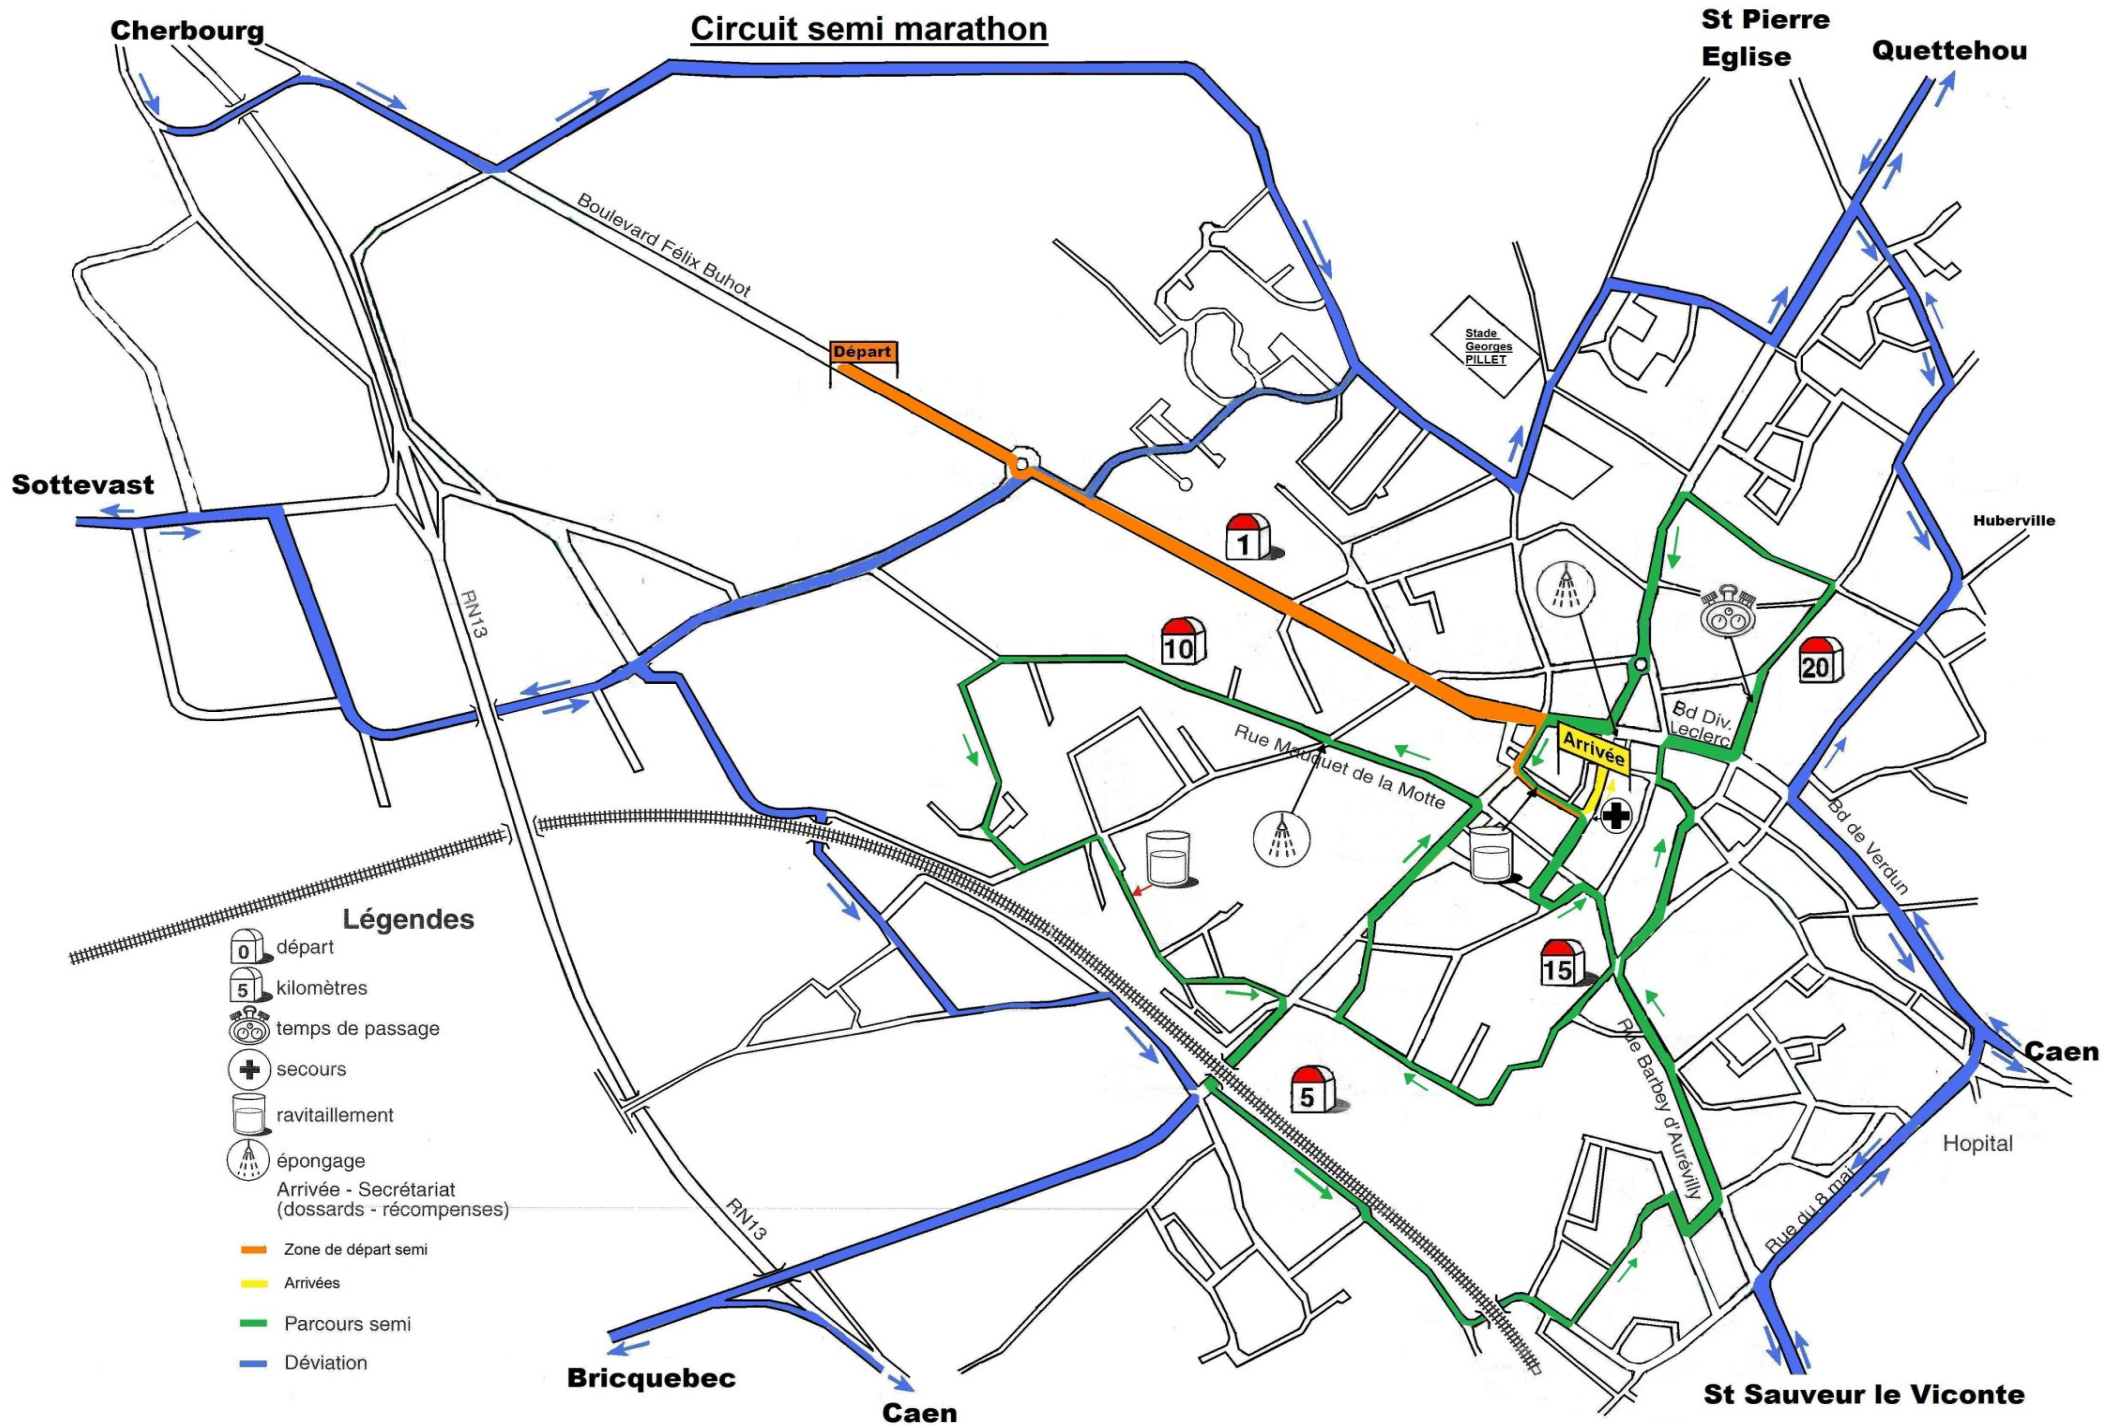 Circuit semi marathon
Cherbourg
St Pierre
Eglise
Quettehou
Boulevard Félix Buhot
Départ
Stade
Georges
PILLET
Sottevast
Huberville
1
RN13
10
20
Bd Div.
Leclerc
Arrivée
Rue Mauquet de la Motte
Bd de Verdun
15
5
Rue Barbey d'Aurévilly
Caen
Hopital
Rue du 8 mai
RN13
Légendes
0 départ
5 kilomètres
temps de passage
secours
ravitaillement
épongage
Arrivée - Secrétariat
(dossards - récompenses)
Zone de départ semi
Arrivées
Parcours semi
Déviation
Bricquebec
Caen
St Sauveur le Viconte